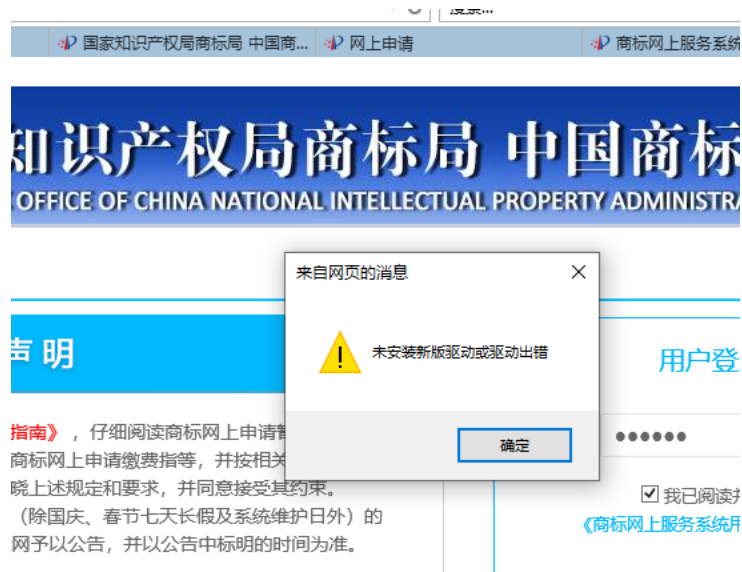 搜索...
国家知识产权局商标局 中国商...
网上申请
商标网上服务系统
知识产权局商标局 中国商标
OFFICE OF CHINA NATIONAL INTELLECTUAL PROPERTY ADMINISTRA
来自网页的消息
未安装新版驱动或驱动出错
确定
声明
指南》，仔细阅读商标网上申请暂
商标网上申请缴费指等，并按相关
晓上述规定和要求，并同意接受其约束。
（除国庆、春节七天长假及系统维护日外）的
网予以公告，并以公告中标明的时间为准。
用户登
我已阅读并
《商标网上服务系统用